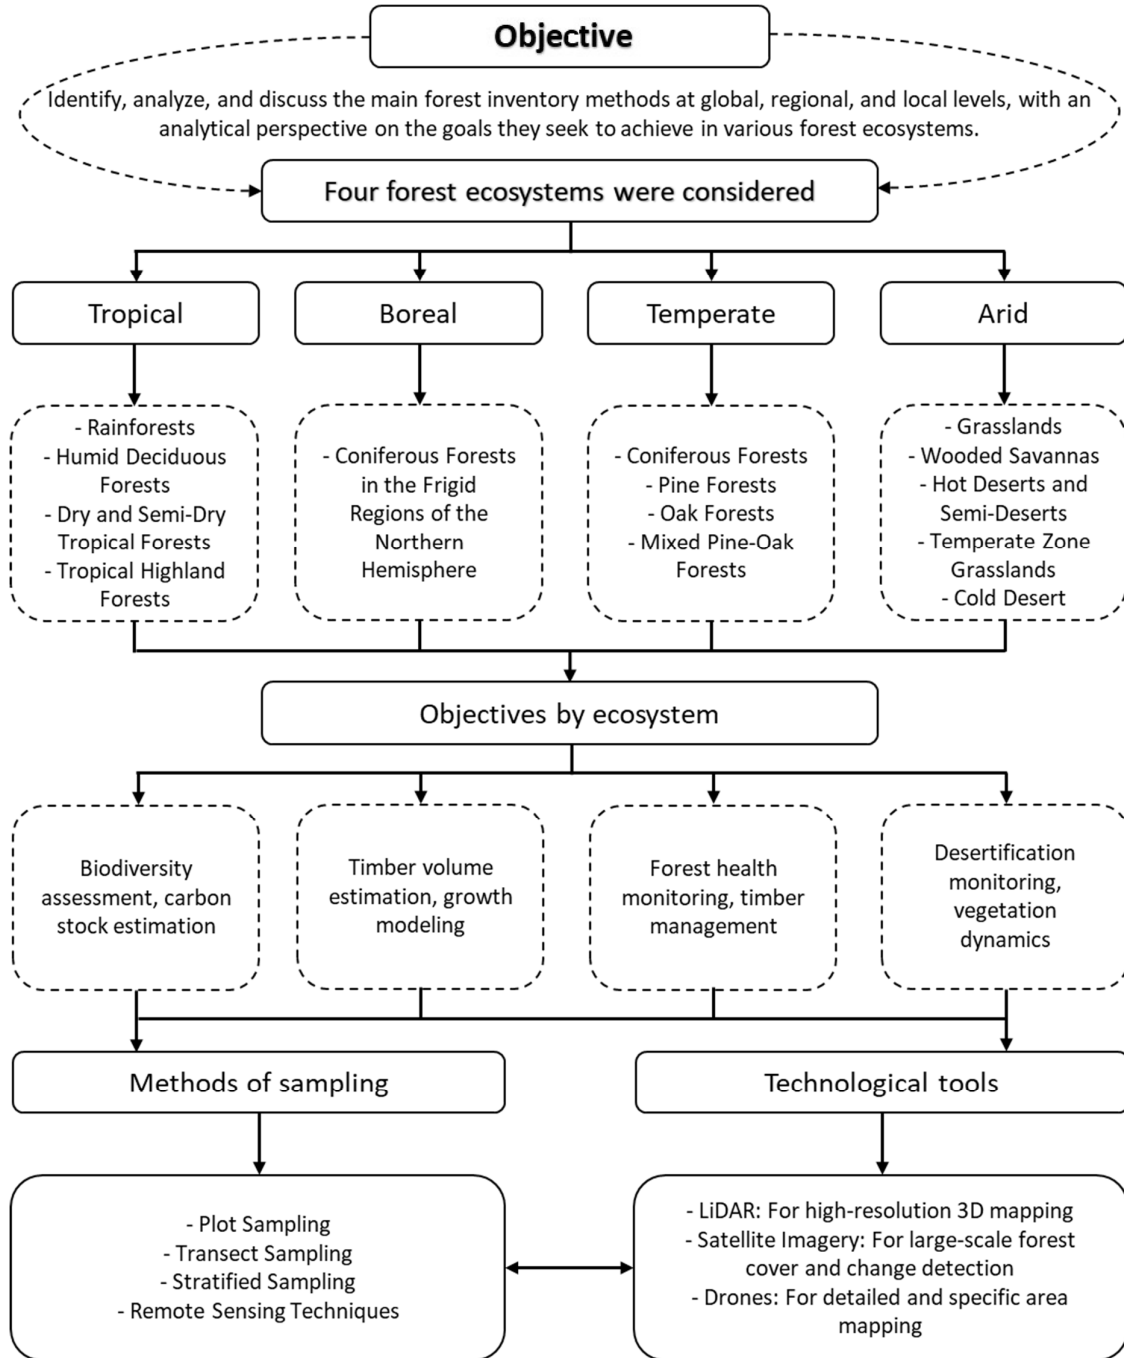 Objective
Identify, analyze, and discuss the main forest inventory methods at global, regional, and local levels, with an
analytical perspective on the goals they seek to achieve in various forest ecosystems.
Four forest ecosystems were considered
Tropical
Boreal
Temperate
Arid
- Rainforests
- Humid Deciduous
Forests
- Dry and Semi-Dry
Tropical Forests
- Tropical Highland
Forests
- Coniferous Forests
in the Frigid
Regions of the
Northern
Hemisphere
- Coniferous Forests
- Pine Forests
- Oak Forests
- Mixed Pine-Oak
Forests
- Grasslands
- Wooded Savannas
- Hot Deserts and
Semi-Deserts
- Temperate Zone
Grasslands
- Cold Desert
Objectives by ecosystem
Biodiversity
assessment, carbon
stock estimation
Timber volume
estimation, growth
modeling
Forest health
monitoring, timber
management
Desertification
monitoring,
vegetation
dynamics
Methods of sampling
Technological tools
- Plot Sampling
- Transect Sampling
- Stratified Sampling
- Remote Sensing Techniques
- LiDAR: For high-resolution 3D mapping
- Satellite Imagery: For large-scale forest
cover and change detection
- Drones: For detailed and specific area
mapping